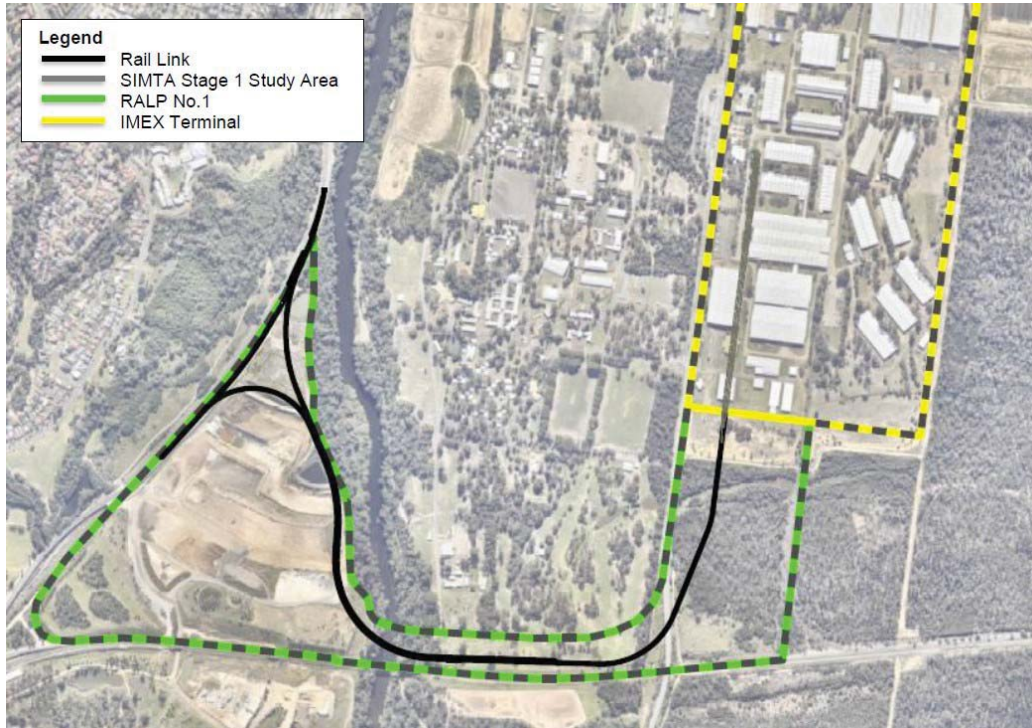 Legend
Rail Link
SIMTA Stage 1 Study Area
RALP No.1
IMEX Terminal